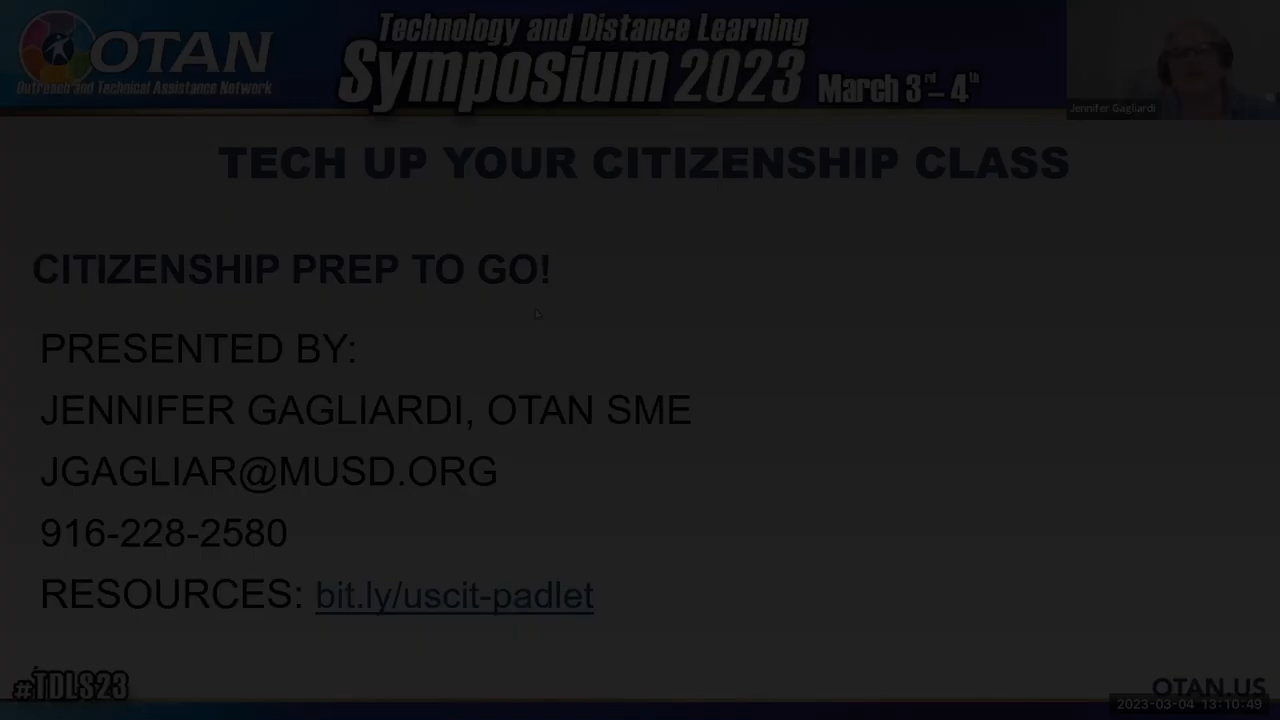 OTAN
Outreach and Technical Assistance Network
Technology and Distance Learning
Symposium 2023 March 3rd – 4th
Jennifer Gagliardi
TECH UP YOUR CITIZENSHIP CLASS
CITIZENSHIP PREP TO GO!
PRESENTED BY:
JENNIFER GAGLIARDI, OTAN SME
JGAGLIAR@MUSD.ORG
916-228-2580
RESOURCES: bit.ly/uscit-padlet
#TDLS23
OTAN.US
2023-03-04 13:10:49